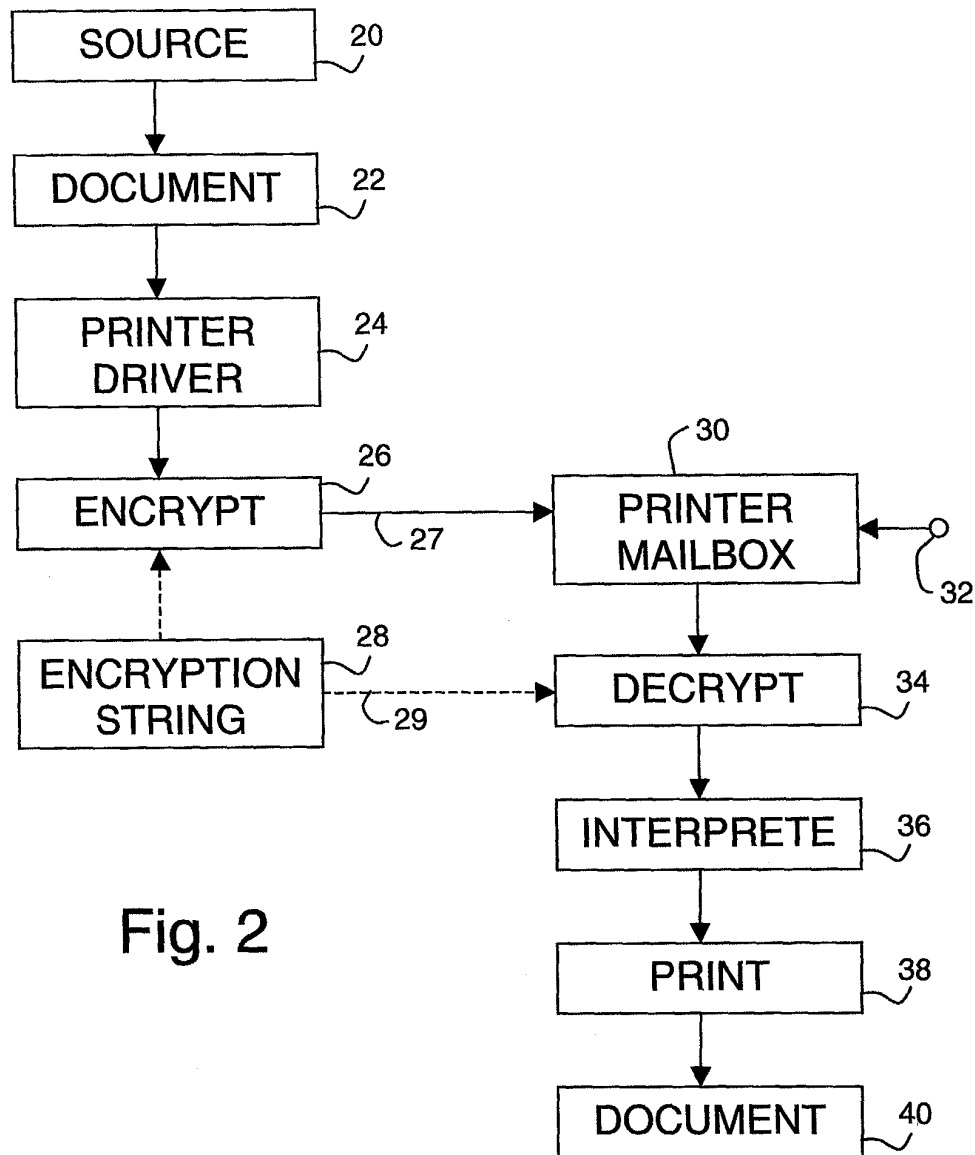 SOURCE
20
DOCUMENT
22
PRINTER
DRIVER
24
ENCRYPT
26
27
ENCRYPTION
STRING
28
29
30
PRINTER
MAILBOX
32
DECRYPT
34
INTERPRETE
36
PRINT
38
DOCUMENT
40
Fig. 2